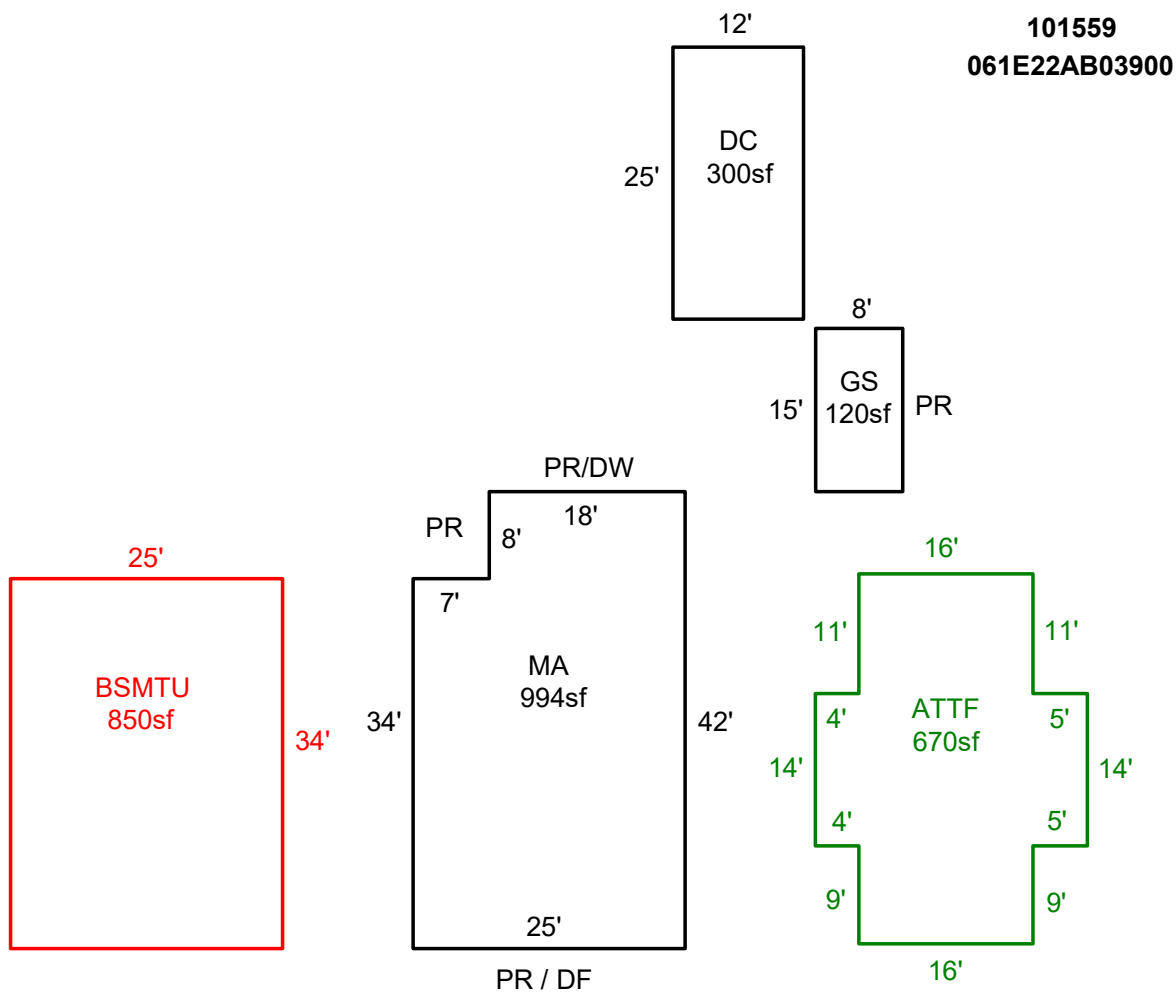 12'
101559
061E22AB03900
DC
300sf
25'
8'
GS
120sf
15'
PR
PR/DW
18'
PR
8'
7'
MA
994sf
34'
42'
25'
PR / DF
25'
BSMTU
850sf
34'
16'
11'
11'
4'
ATTF
670sf
5'
14'
14'
4'
5'
9'
9'
16'